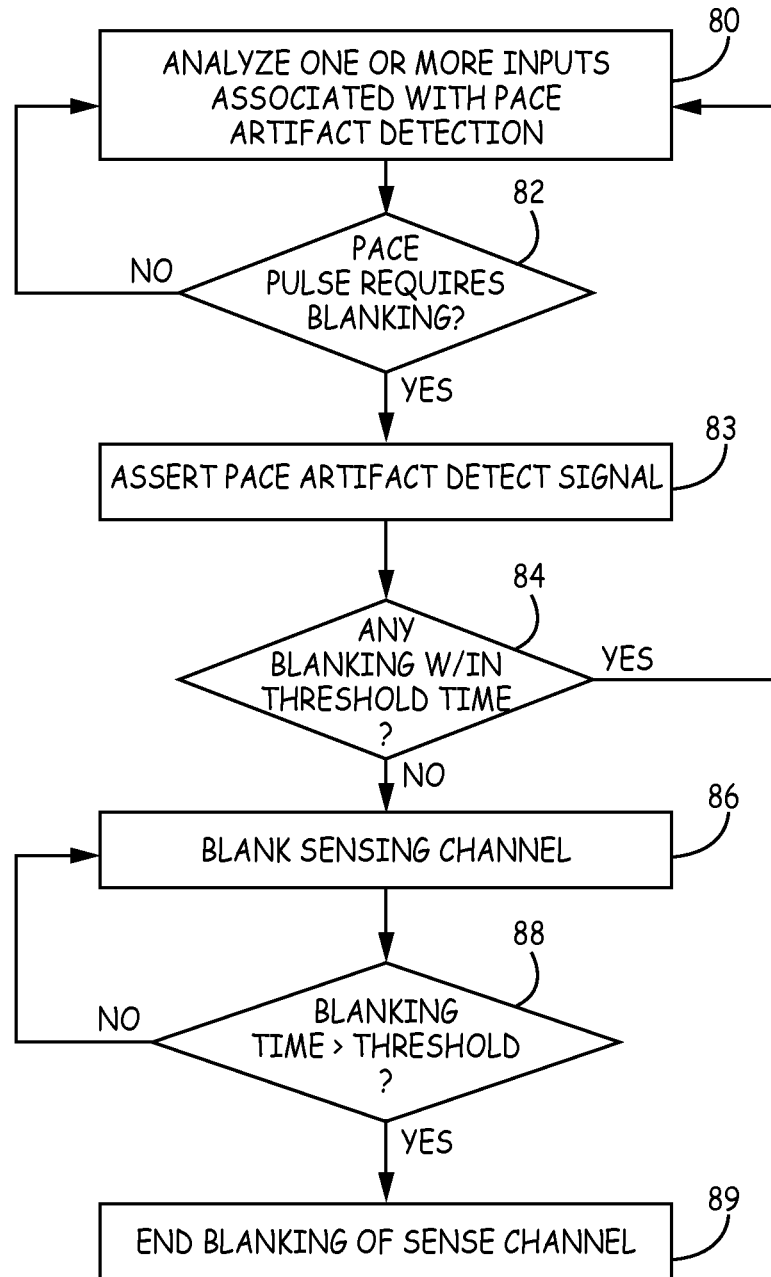 80
ANALYZE ONE OR MORE INPUTS
ASSOCIATED WITH PACE
ARTIFACT DETECTION
82
PACE
PULSE REQUIRES
BLANKING?
NO
YES
83
ASSERT PACE ARTIFACT DETECT SIGNAL
84
ANY
BLANKING W/IN
THRESHOLD TIME
?
YES
NO
86
BLANK SENSING CHANNEL
88
BLANKING
TIME > THRESHOLD
?
NO
YES
89
END BLANKING OF SENSE CHANNEL